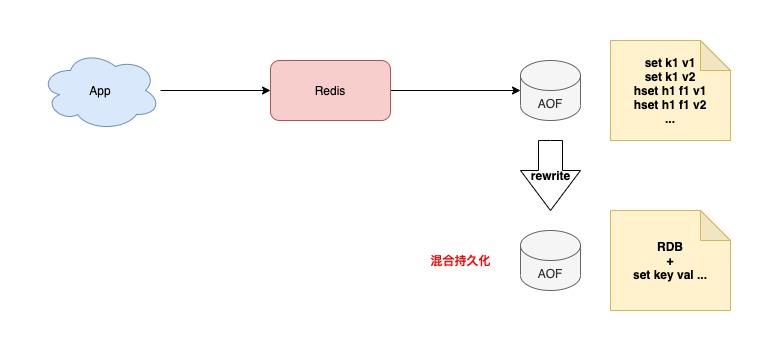 App
Redis
AOF
set k1 v1
set k1 v2
hset h1 f1 v1
hset h1 f1 v2
...
rewrite
混合持久化
AOF
RDB
+
set key val ...